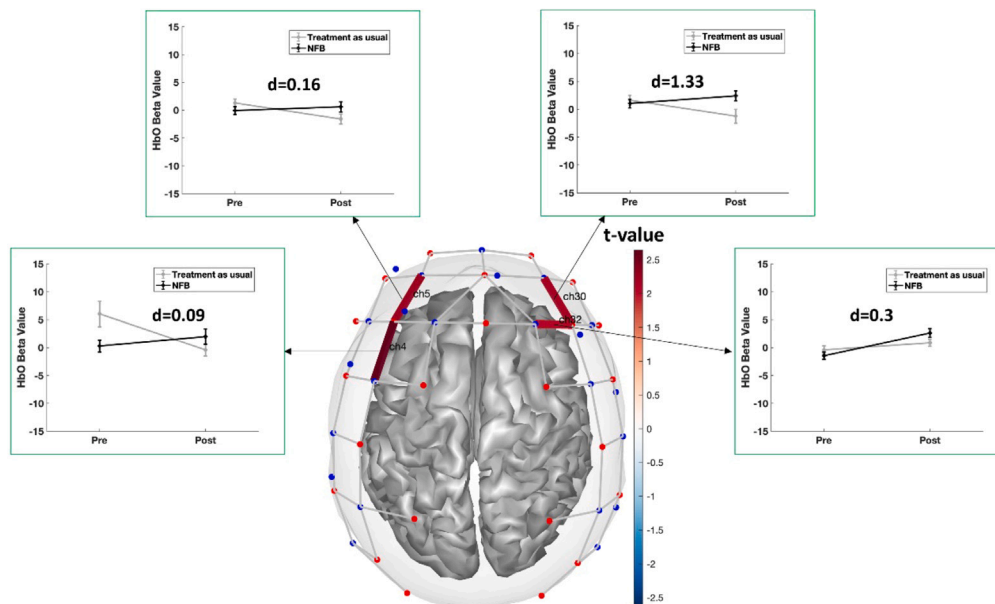 Treatment as usual
NFB
d=0.16
HbO Beta Value
15
10
5
0
-5
-10
-15
Pre
Post
Treatment as usual
NFB
d=1.33
HbO Beta Value
15
10
5
0
-5
-10
-15
Pre
Post
t-value
2.5
2
1.5
1
0.5
0
-0.5
-1
-1.5
-2
-2.5
ch5
ch4
ch30
ch32
Treatment as usual
NFB
d=0.09
HbO Beta Value
15
10
5
0
-5
-10
-15
Pre
Post
Treatment as usual
NFB
d=0.3
HbO Beta Value
15
10
5
0
-5
-10
-15
Pre
Post